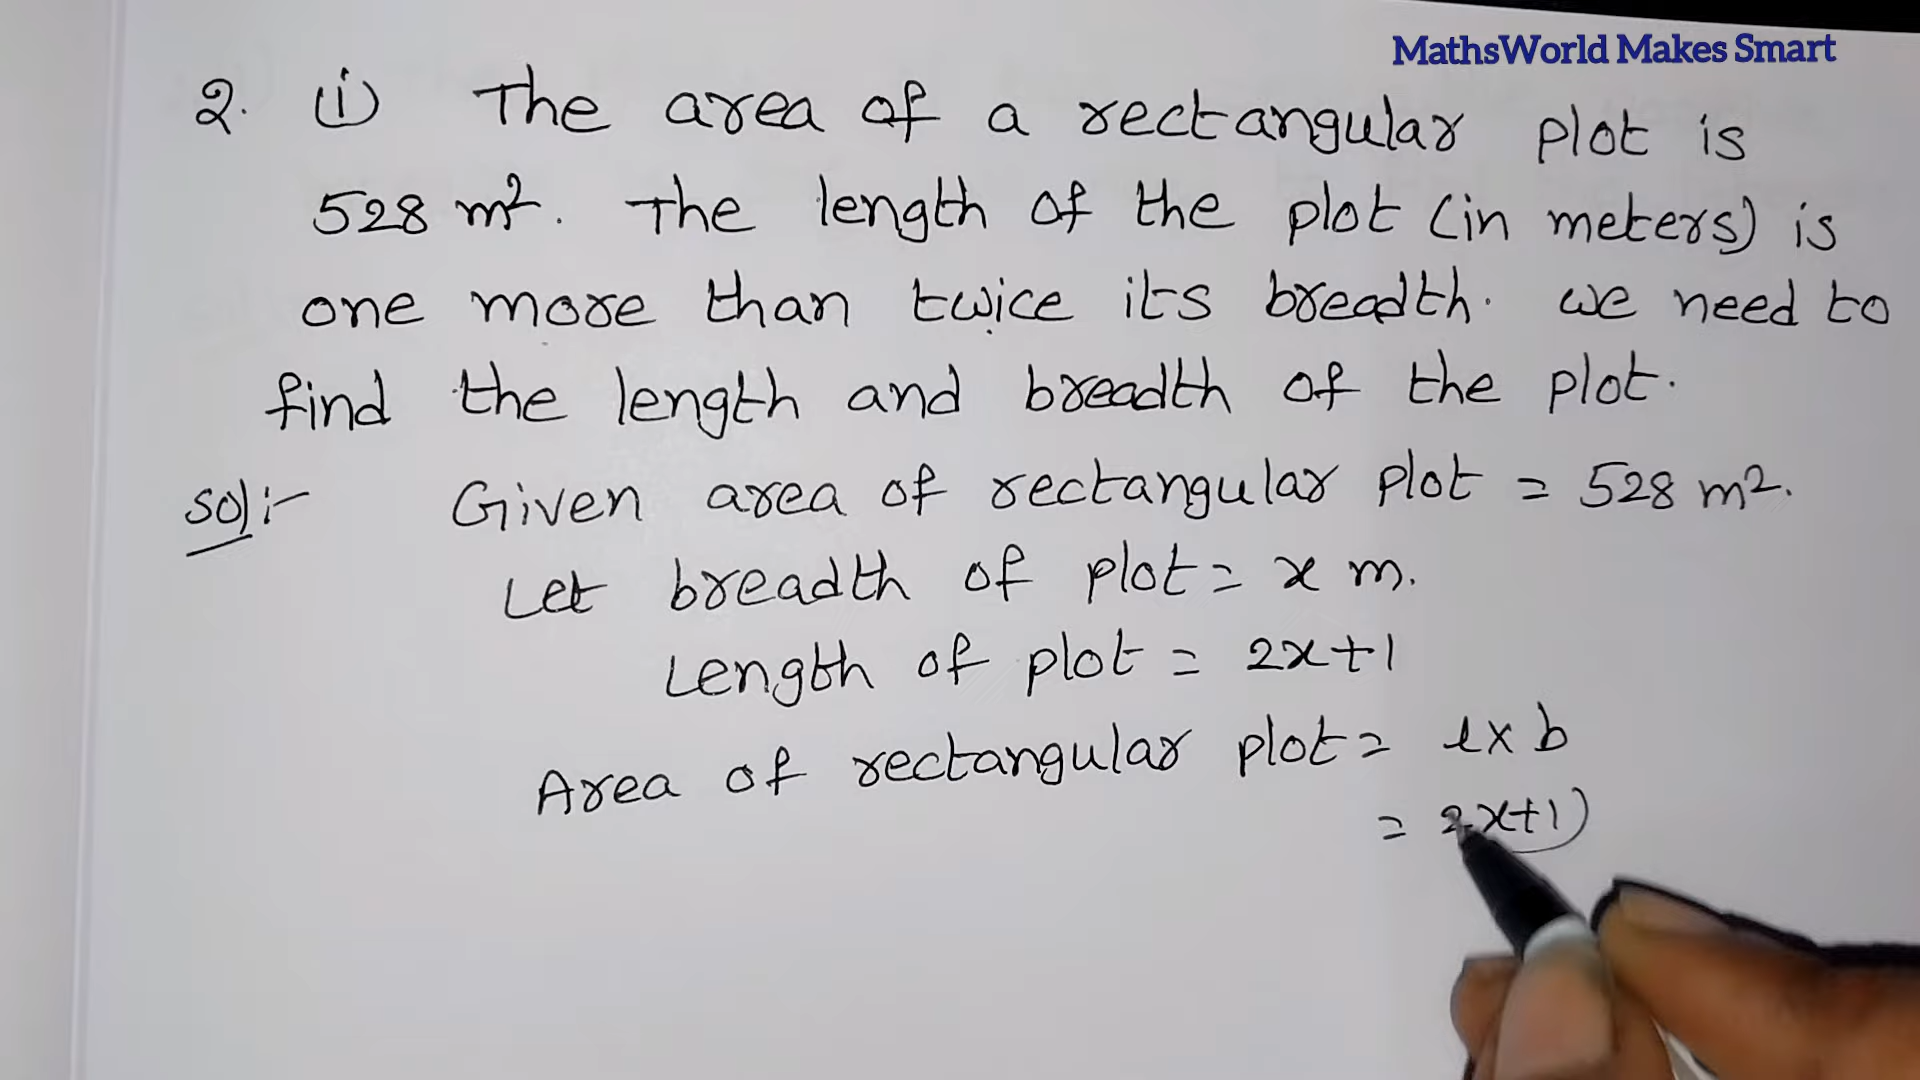 MathsWorld Makes Smart
2. (i) The area of a rectangular plot is
528 m². The length of the plot (in meters) is
one more than twice its breadth. we need to
find the length and breadth of the plot.
Sol:- Given area of rectangular plot = 528 m².
Let breadth of plot = x m.
Length of plot = 2x+1
Area of rectangular plot = l x b
= 2x+1)